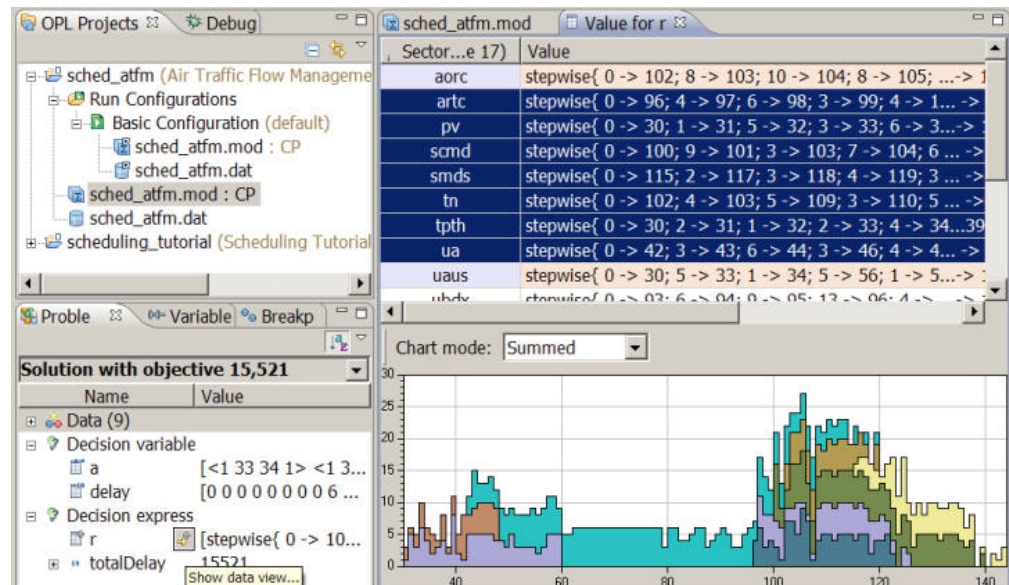 OPL Projects Debug
sched_atfm (Air Traffic Flow Manageme
Run Configurations
Basic Configuration (default)
sched_atfm.mod : CP
sched_atfm.dat
sched_atfm.mod : CP
sched_atfm.dat
scheduling_tutorial (Scheduling Tutorial
Proble Variable Breakp
Solution with objective 15,521
Name Value
Data (9)
Decision variable
a [<1 33 34 1> <1 3...
delay [0 0 0 0 0 0 0 0 6 ...
Decision express
r [stepwise{ 0 -> 10...
totalDelay 15521
Show data view...
sched_atfm.mod Value for r
Sector...e 17) Value
aorc stepwise{ 0 -> 102; 8 -> 103; 10 -> 104; 8 -> 105; ...-> 1
artc stepwise{ 0 -> 96; 4 -> 97; 6 -> 98; 3 -> 99; 4 -> 1... ->
pv stepwise{ 0 -> 30; 1 -> 31; 5 -> 32; 3 -> 33; 6 -> 3...->
scmd stepwise{ 0 -> 100; 9 -> 101; 3 -> 103; 7 -> 104; 6 ... ->
smds stepwise{ 0 -> 115; 2 -> 117; 3 -> 118; 4 -> 119; 3 ... ->
tn stepwise{ 0 -> 102; 4 -> 103; 5 -> 109; 3 -> 110; 5 ... ->
tpth stepwise{ 0 -> 30; 2 -> 31; 1 -> 32; 2 -> 33; 4 -> 34...39
ua stepwise{ 0 -> 42; 3 -> 43; 6 -> 44; 3 -> 46; 4 -> 4... ->
uaus stepwise{ 0 -> 30; 5 -> 33; 1 -> 34; 5 -> 56; 1 -> 5...->
Chart mode: Summed
30
25
20
15
10
5
0
40 60 80 100 120 140